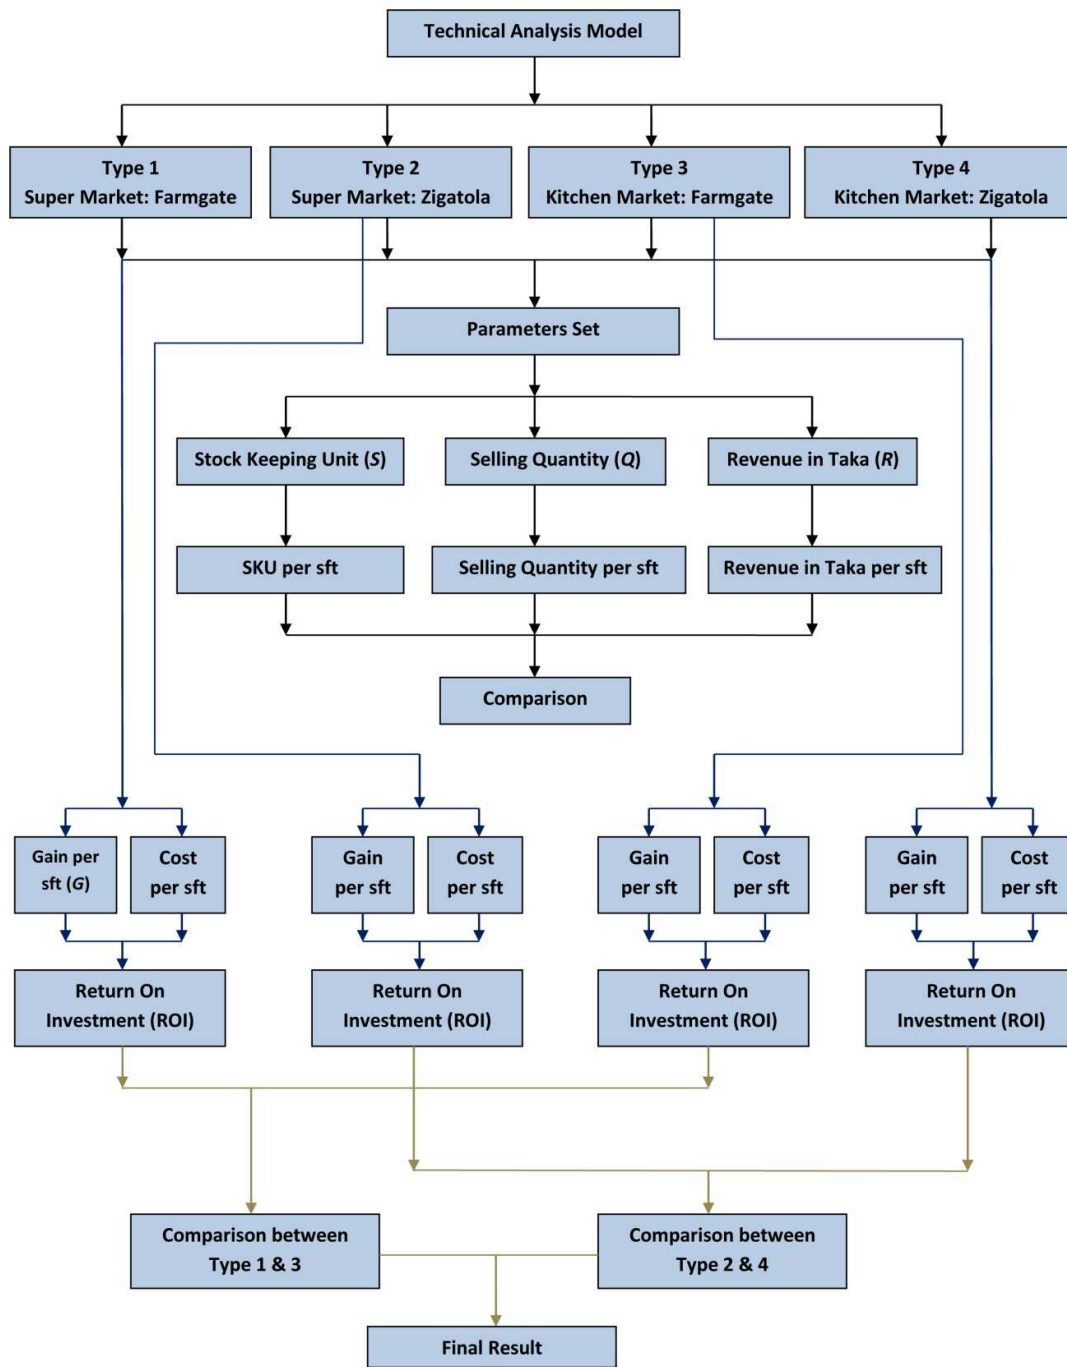 Technical Analysis Model
Type 1
Super Market: Farmgate
Type 2
Super Market: Zigatola
Type 3
Kitchen Market: Farmgate
Type 4
Kitchen Market: Zigatola
Parameters Set
Stock Keeping Unit (S)
Selling Quantity (Q)
Revenue in Taka (R)
SKU per sft
Selling Quantity per sft
Revenue in Taka per sft
Comparison
Gain per
sft (G)
Cost
per sft
Gain
per sft
Cost
per sft
Gain
per sft
Cost
per sft
Gain
per sft
Cost
per sft
Return On
Investment (ROI)
Return On
Investment (ROI)
Return On
Investment (ROI)
Return On
Investment (ROI)
Comparison between
Type 1 & 3
Comparison between
Type 2 & 4
Final Result